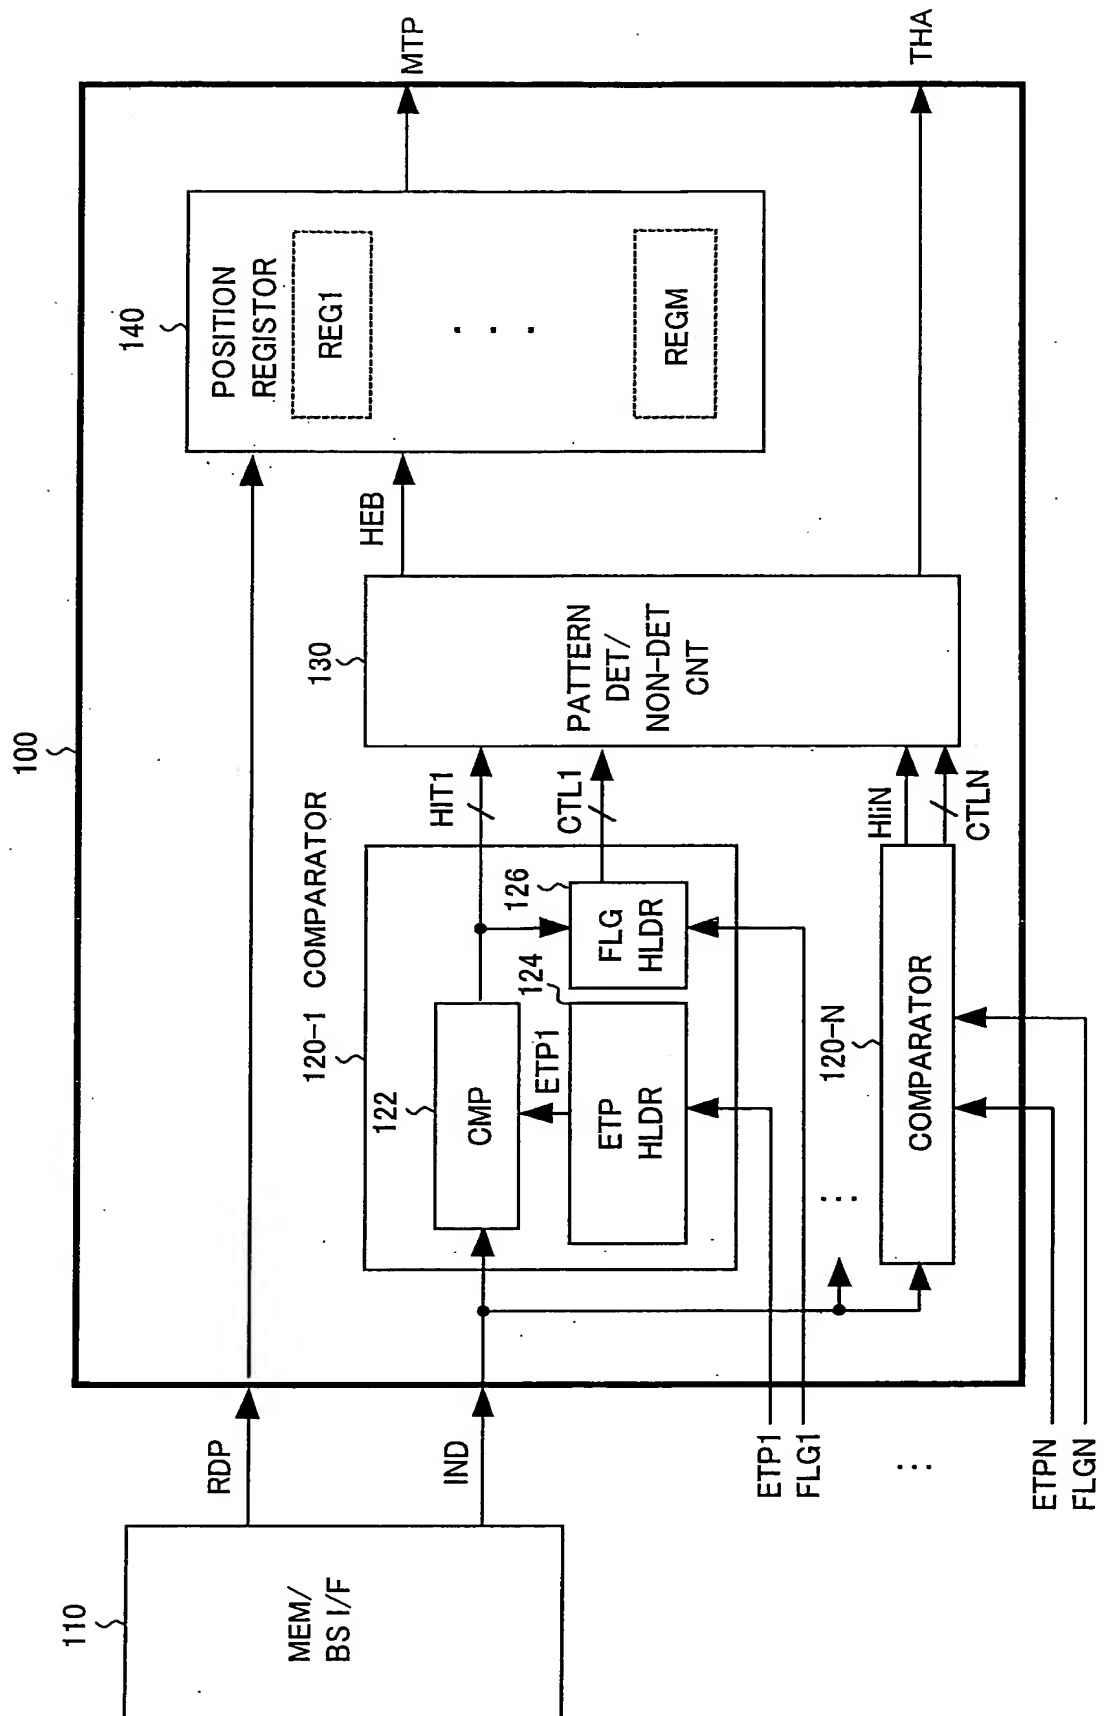 100
110
MEM/
BS I/F
RDP
IND
120-1 COMPARATOR
122
CMP
ETP1
124
ETP
HLDR
126
FLG
HLDR
HIT1
CTL1
130
PATTERN
DET/
NON-DET
CNT
HEB
140
POSITION
REGISTOR
REG1
. . .
REGM
MTP
THA
ETP1
FLG1
...
...
120-N
COMPARATOR
HIiN
CTLN
ETPN
FLGN